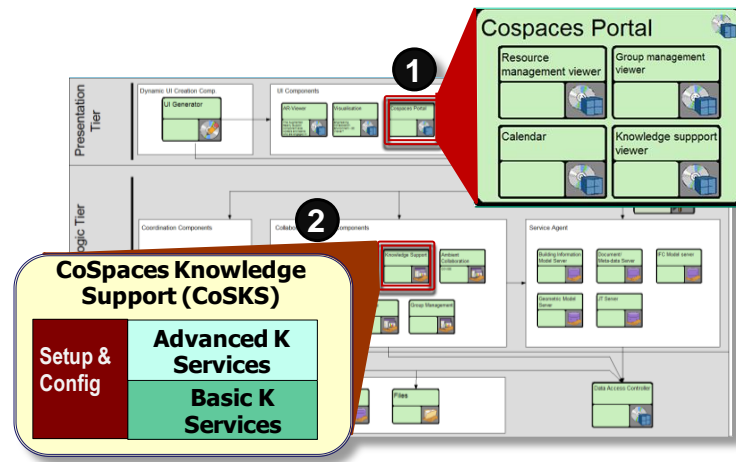 1
Cospaces Portal
Resource
management viewer
Group management
viewer
Calendar
Knowledge suppport
viewer
Presentation
Tier
Dynamic UI Creation Comp.
UI Generator
UI Components
AR-Viewer
Visualisation
Cospaces Portal
ogic Tier
Coordination Components
Collabo
2
omponents
Knowledge Support
Ambient
Collaboration
Group Management
Service Agent
Building Information
Model Server
Document/
Meta data Server
IFC Model server
Geometric Model
Server
JT Server
CoSpaces Knowledge
Support (CoSKS)
Setup &
Config
Advanced K
Services
Basic K
Services
Files
Data Access Controller